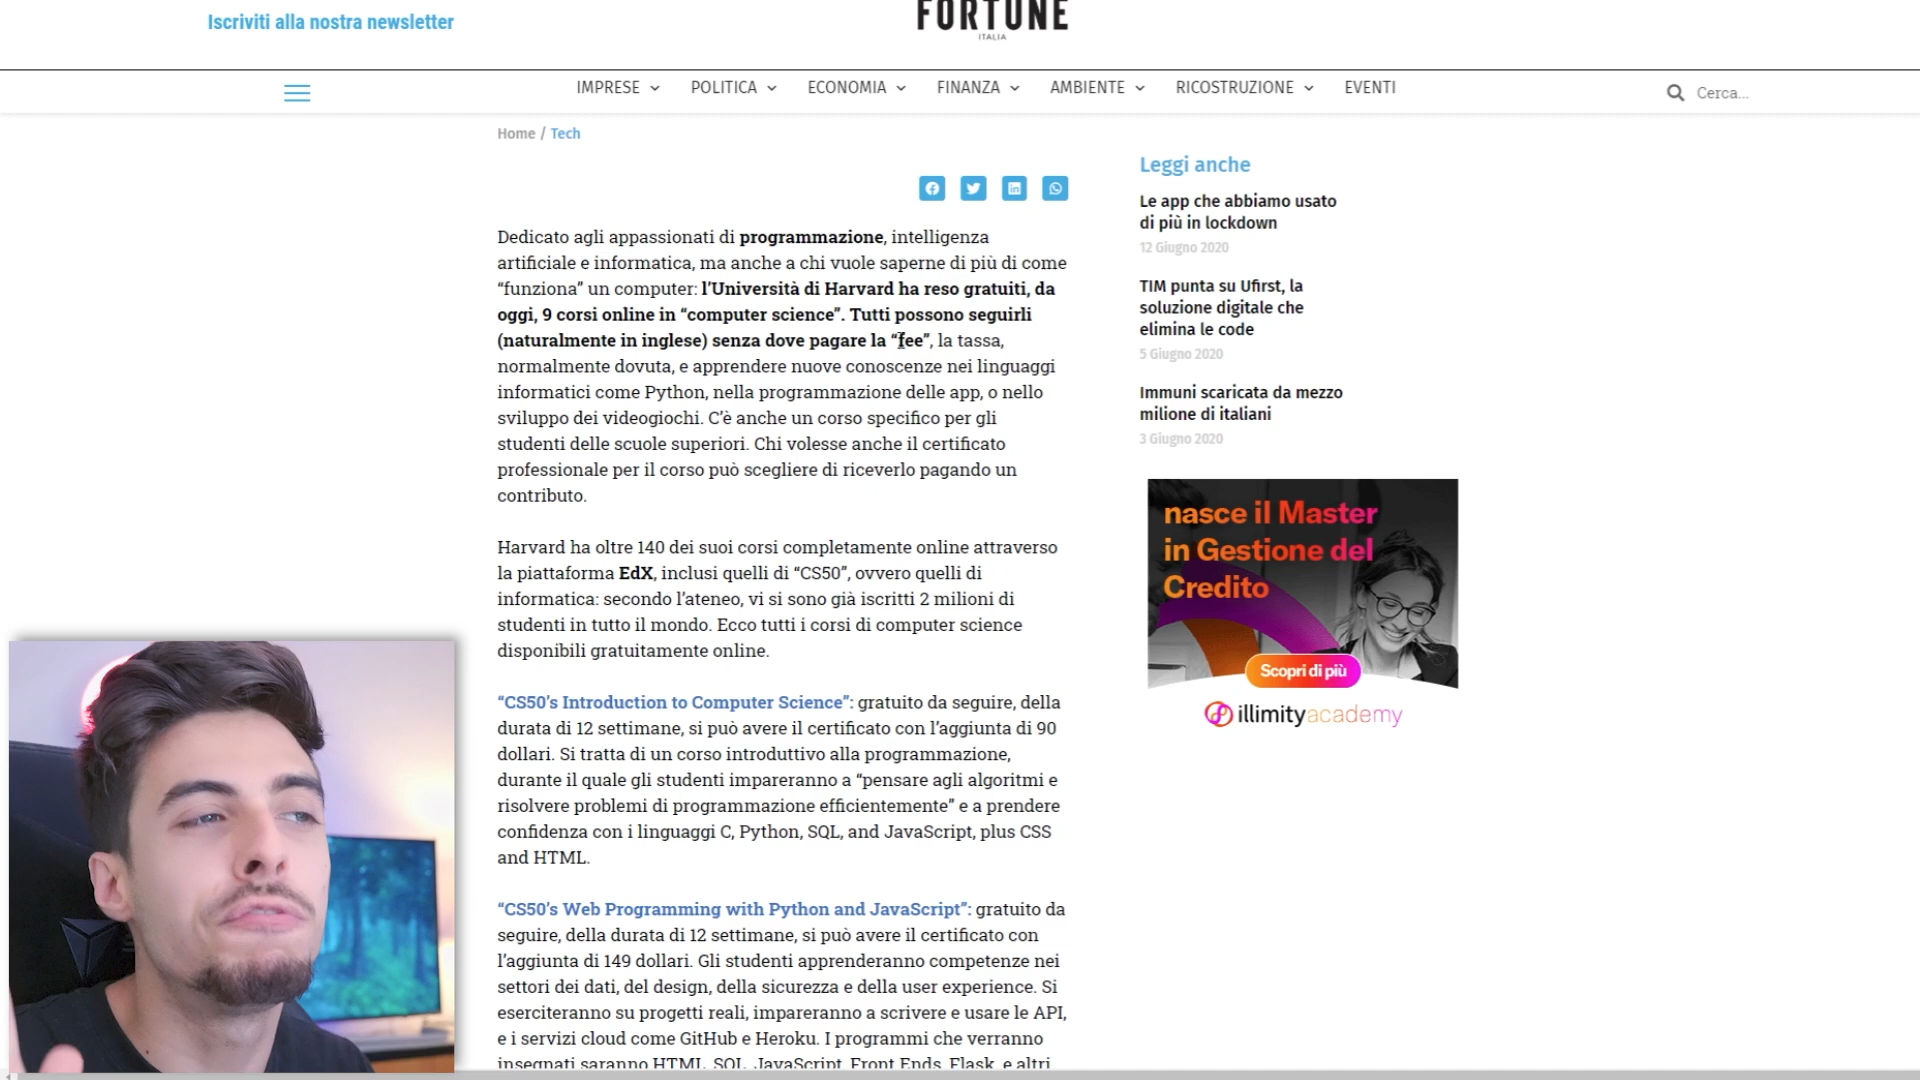 Iscriviti alla nostra newsletter
FORTUNE
ITALIA
IMPRESE POLITICA ECONOMIA FINANZA AMBIENTE RICOSTRUZIONE EVENTI
Cerca...
Home / Tech
Dedicato agli appassionati di programmazione, intelligenza
artificiale e informatica, ma anche a chi vuole saperne di più di come
“funziona” un computer: l’Università di Harvard ha reso gratuiti, da
oggi, 9 corsi online in “computer science”. Tutti possono seguirli
(naturalmente in inglese) senza dove pagare la “fee”, la tassa,
normalmente dovuta, e apprendere nuove conoscenze nei linguaggi
informatici come Python, nella programmazione delle app, o nello
sviluppo dei videogiochi. C’è anche un corso specifico per gli
studenti delle scuole superiori. Chi volesse anche il certificato
professionale per il corso può scegliere di riceverlo pagando un
contributo.
Harvard ha oltre 140 dei suoi corsi completamente online attraverso
la piattaforma EdX, inclusi quelli di “CS50”, ovvero quelli di
informatica: secondo l’ateneo, vi si sono già iscritti 2 milioni di
studenti in tutto il mondo. Ecco tutti i corsi di computer science
disponibili gratuitamente online.
“CS50’s Introduction to Computer Science”: gratuito da seguire, della
durata di 12 settimane, si può avere il certificato con l’aggiunta di 90
dollari. Si tratta di un corso introduttivo alla programmazione,
durante il quale gli studenti impareranno a “pensare agli algoritmi e
risolvere problemi di programmazione efficientemente” e a prendere
confidenza con i linguaggi C, Python, SQL, and JavaScript, plus CSS
and HTML.
“CS50’s Web Programming with Python and JavaScript”: gratuito da
seguire, della durata di 12 settimane, si può avere il certificato con
l’aggiunta di 149 dollari. Gli studenti apprenderanno competenze nei
settori dei dati, del design, della sicurezza e della user experience. Si
eserciteranno su progetti reali, impareranno a scrivere e usare le API,
e i servizi cloud come GitHub e Heroku. I programmi che verranno
insegnati saranno HTML, SQL, JavaScript, Front Ends, Flask, e altri
Leggi anche
Le app che abbiamo usato
di più in lockdown
12 Giugno 2020
TIM punta su Ufirst, la
soluzione digitale che
elimina le code
5 Giugno 2020
Immuni scaricata da mezzo
milione di italiani
3 Giugno 2020
nasce il Master
in Gestione del
Credito
Scopri di più
illimityacademy